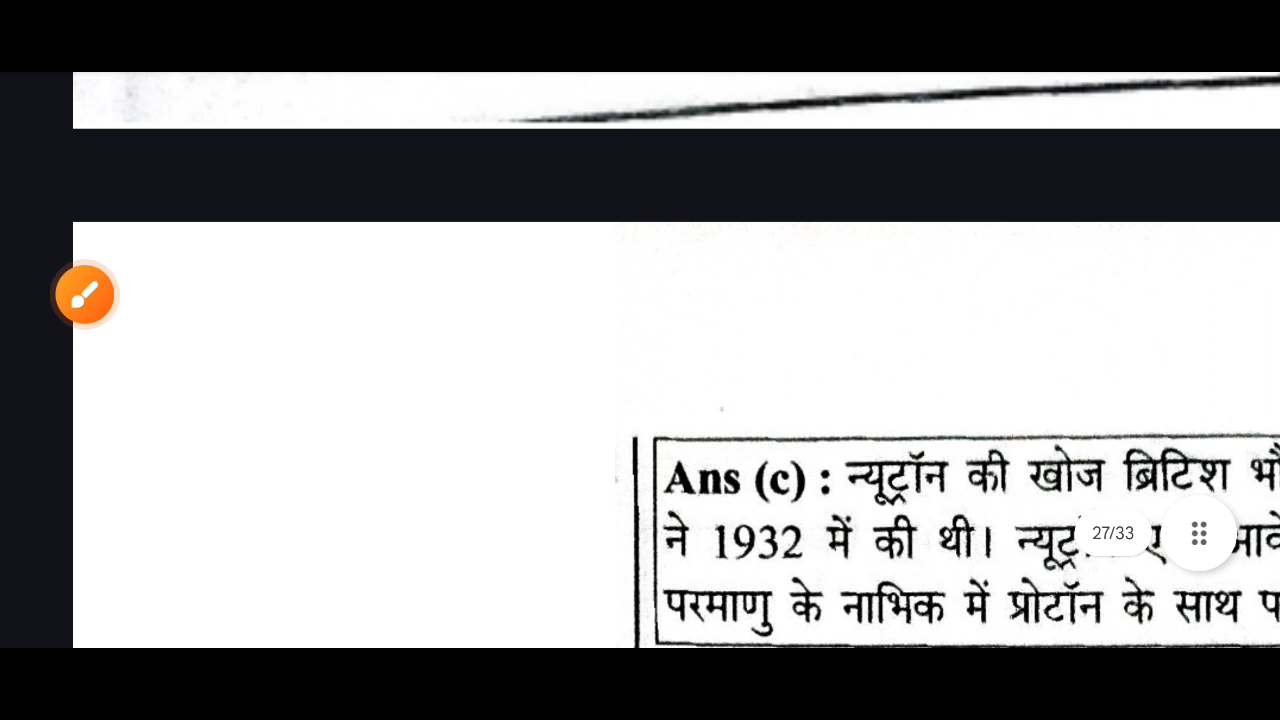 Ans (c) : न्यूट्रॉन की खोज ब्रिटिश
ने 1932 में की थी।
27/33
परमाणु के नाभिक में प्रोटॉन के साथ